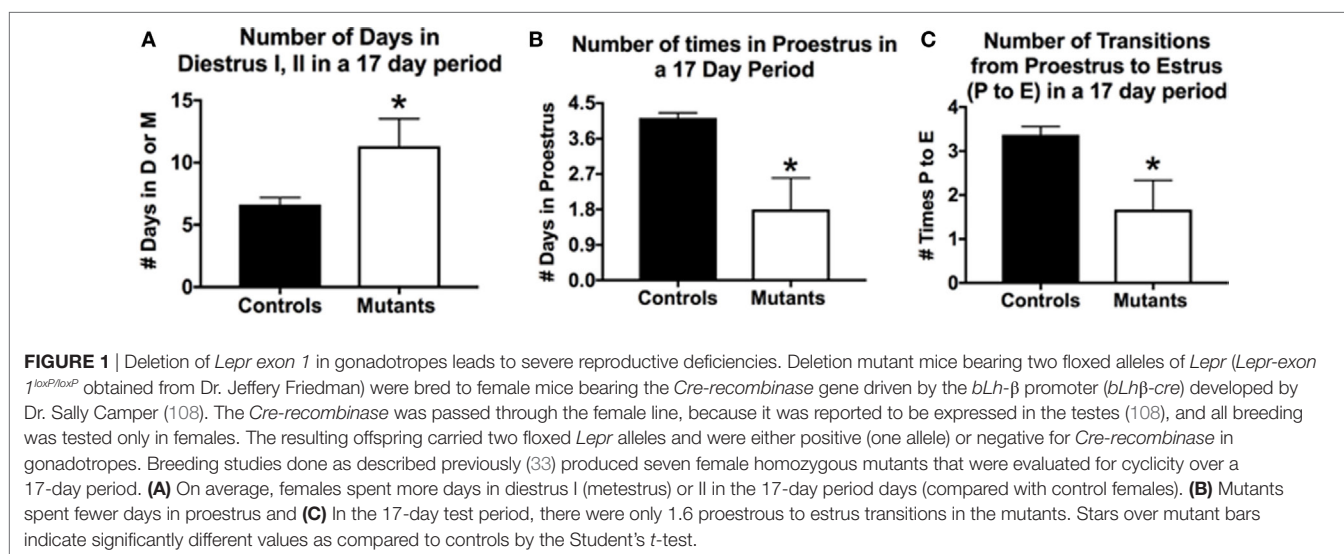 A
Number of Days in
Diestrus I, II in a 17 day period
# Days in D or M
15
10
5
0
*
Controls
Mutants
B
Number of times in Proestrus in
a 17 Day Period
# Days in Proestrus
4.5
3.6
2.7
1.8
0.9
0.0
*
Controls
Mutants
C
Number of Transitions
from Proestrus to Estrus
(P to E) in a 17 day period
# Times P to E
4
3
2
1
0
*
Controls
Mutants
FIGURE 1 | Deletion of Lepr exon 1 in gonadotropes leads to severe reproductive deficiencies. Deletion mutant mice bearing two floxed alleles of Lepr (Lepr-exon
1loxP/loxP obtained from Dr. Jeffery Friedman) were bred to female mice bearing the Cre-recombinase gene driven by the bLh-β promoter (bLhβ-cre) developed by
Dr. Sally Camper (108). The Cre-recombinase was passed through the female line, because it was reported to be expressed in the testes (108), and all breeding
was tested only in females. The resulting offspring carried two floxed Lepr alleles and were either positive (one allele) or negative for Cre-recombinase in
gonadotropes. Breeding studies done as described previously (33) produced seven female homozygous mutants that were evaluated for cyclicity over a
17-day period. (A) On average, females spent more days in diestrus I (metestrus) or II in the 17-day period days (compared with control females). (B) Mutants
spent fewer days in proestrus and (C) In the 17-day test period, there were only 1.6 proestrous to estrus transitions in the mutants. Stars over mutant bars
indicate significantly different values as compared to controls by the Student's t-test.